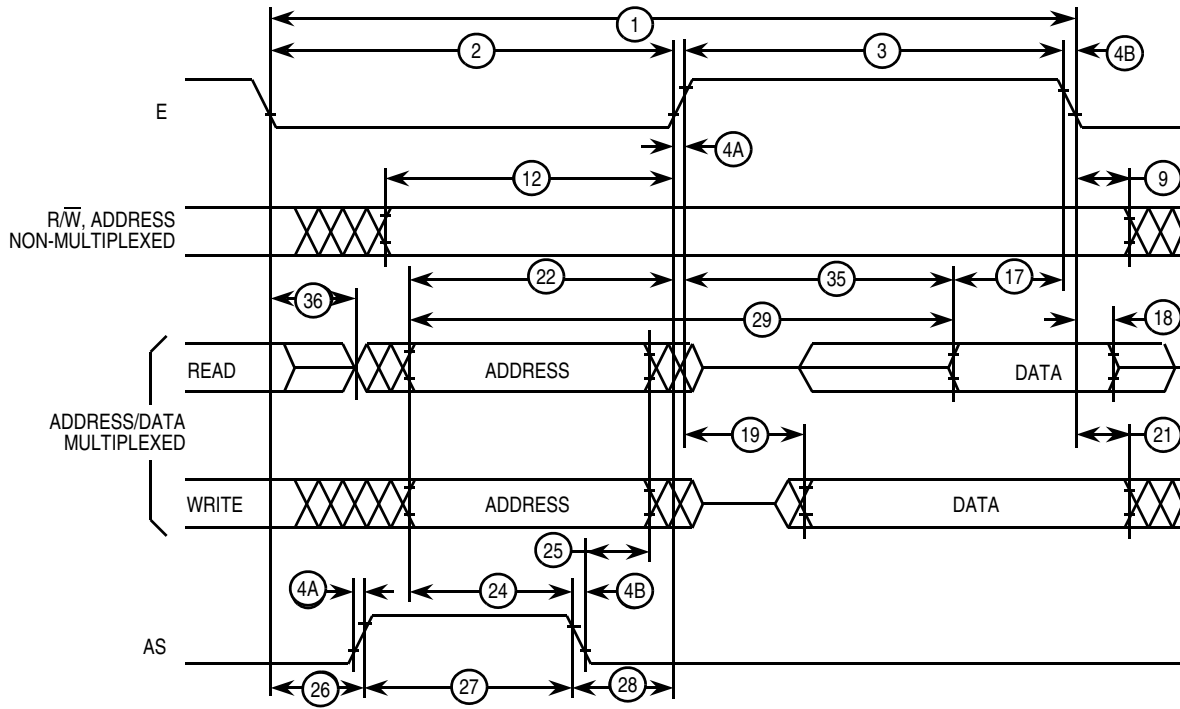 1
2
3
4B
E
4A
12
9
R/W̅, ADDRESS
NON-MULTIPLEXED
22
35
17
36
29
18
READ
ADDRESS
DATA
ADDRESS/DATA
MULTIPLEXED
19
21
WRITE
ADDRESS
DATA
25
4A
24
4B
AS
26
27
28